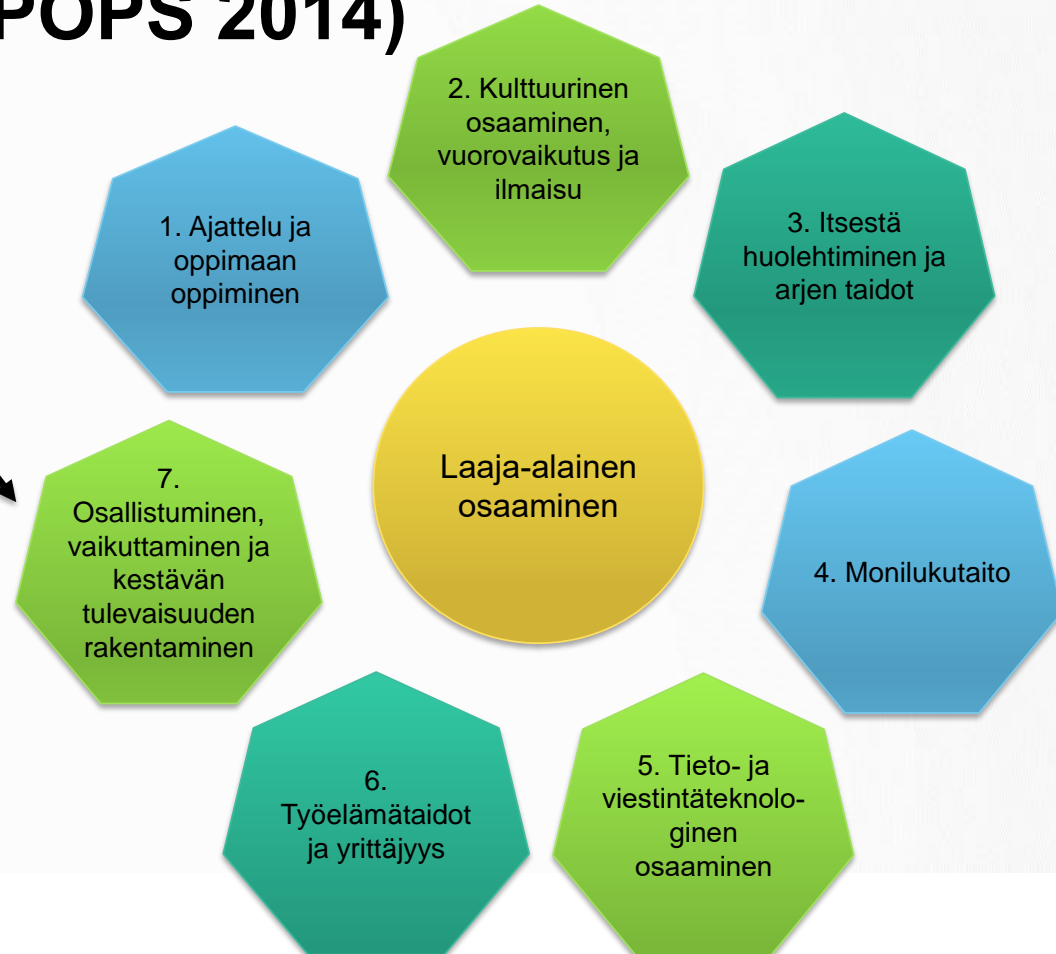 POPS 2014)
2. Kulttuurinen
osaaminen,
vuorovaikutus ja
ilmaisu
1. Ajattelu ja
oppimaan
oppiminen
3. Itsestä
huolehtiminen ja
arjen taidot
Laaja-alainen
osaaminen
7.
Osallistuminen,
vaikuttaminen ja
kestävän
tulevaisuuden
rakentaminen
4. Monilukutaito
6.
Työelämätaidot
ja yrittäjyys
5. Tieto- ja
viestintäteknolo-
ginen
osaaminen